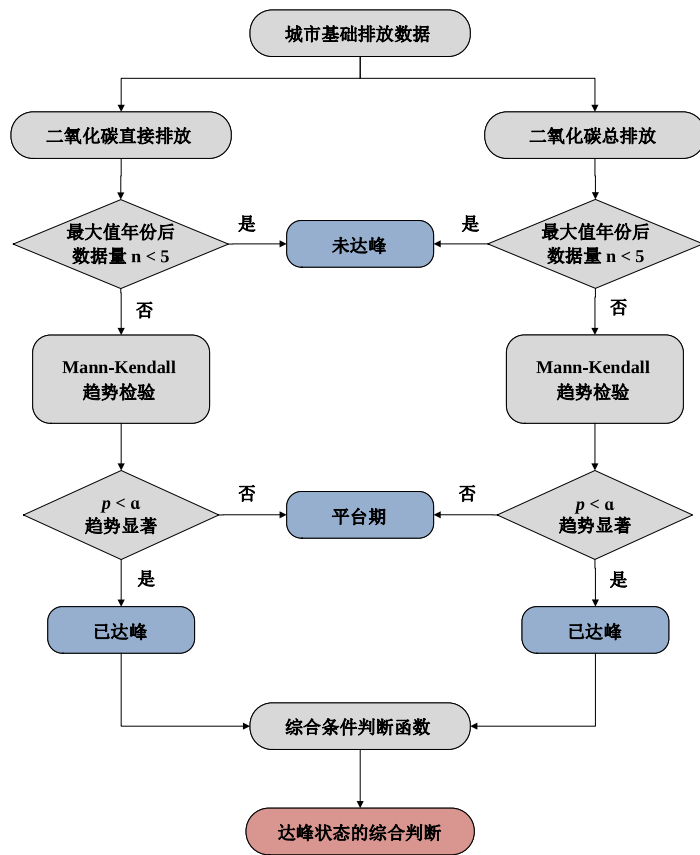 城市基础排放数据
二氧化碳直接排放
二氧化碳总排放
最大值年份后
数据量 n < 5
是
未达峰
是
最大值年份后
数据量 n < 5
否
否
Mann-Kendall
趋势检验
Mann-Kendall
趋势检验
p < α
趋势显著
否
平台期
否
p < α
趋势显著
是
是
已达峰
已达峰
综合条件判断函数
达峰状态的综合判断